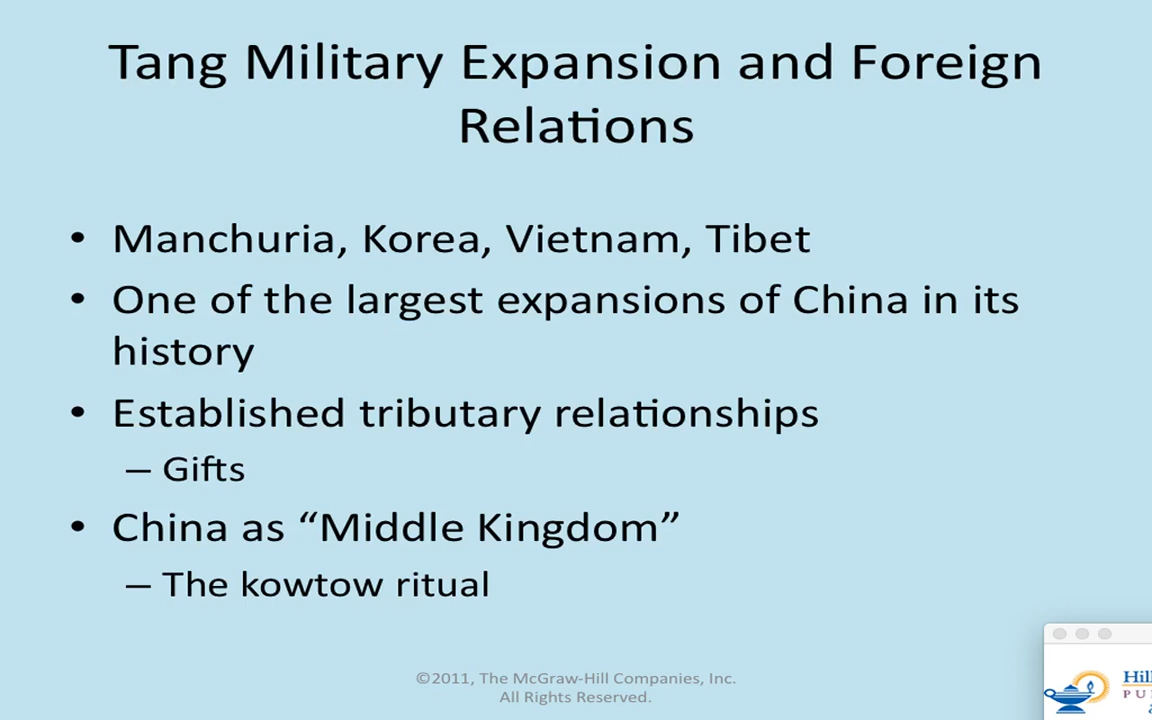 Tang Military Expansion and Foreign
Relations
• Manchuria, Korea, Vietnam, Tibet
• One of the largest expansions of China in its
history
• Established tributary relationships
– Gifts
• China as “Middle Kingdom”
– The kowtow ritual
©2011, The McGraw-Hill Companies, Inc.
All Rights Reserved.